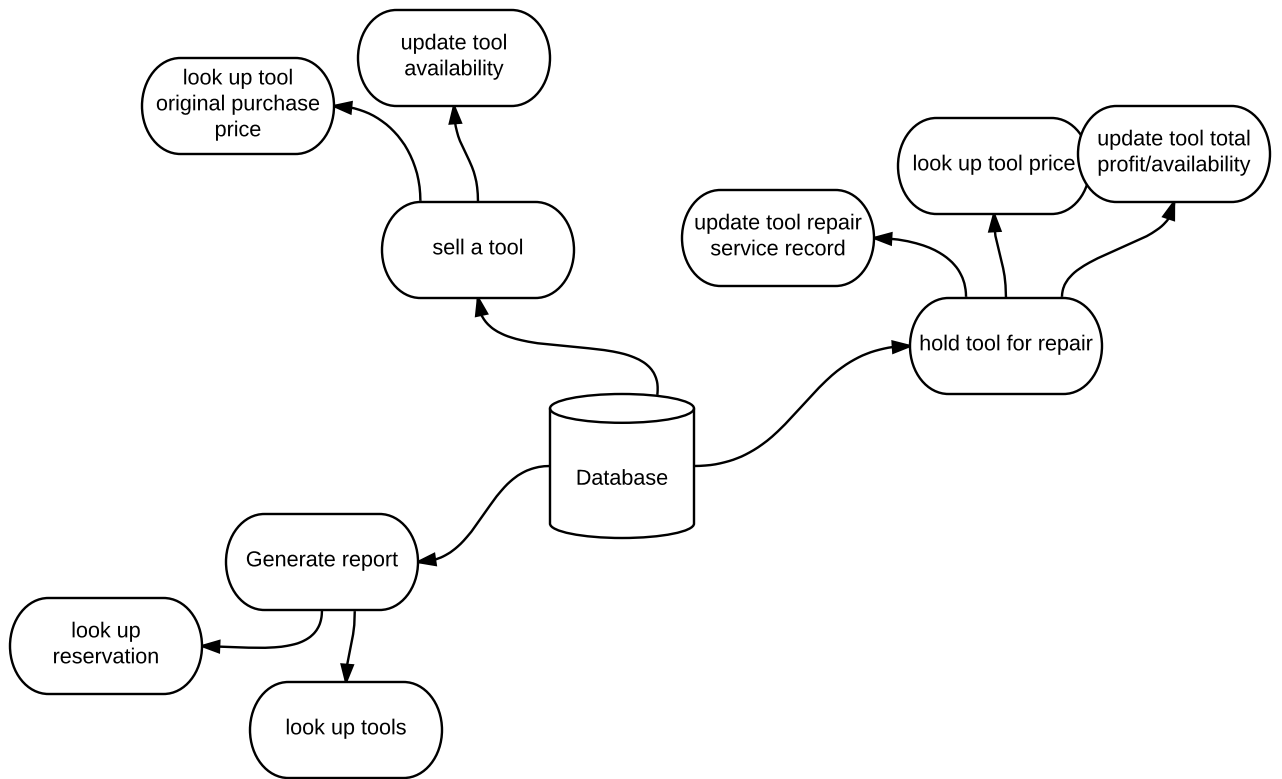 update tool
availability
look up tool
original purchase
price
sell a tool
look up tool price
update tool total
profit/availability
update tool repair
service record
hold tool for repair
Database
Generate report
look up
reservation
look up tools